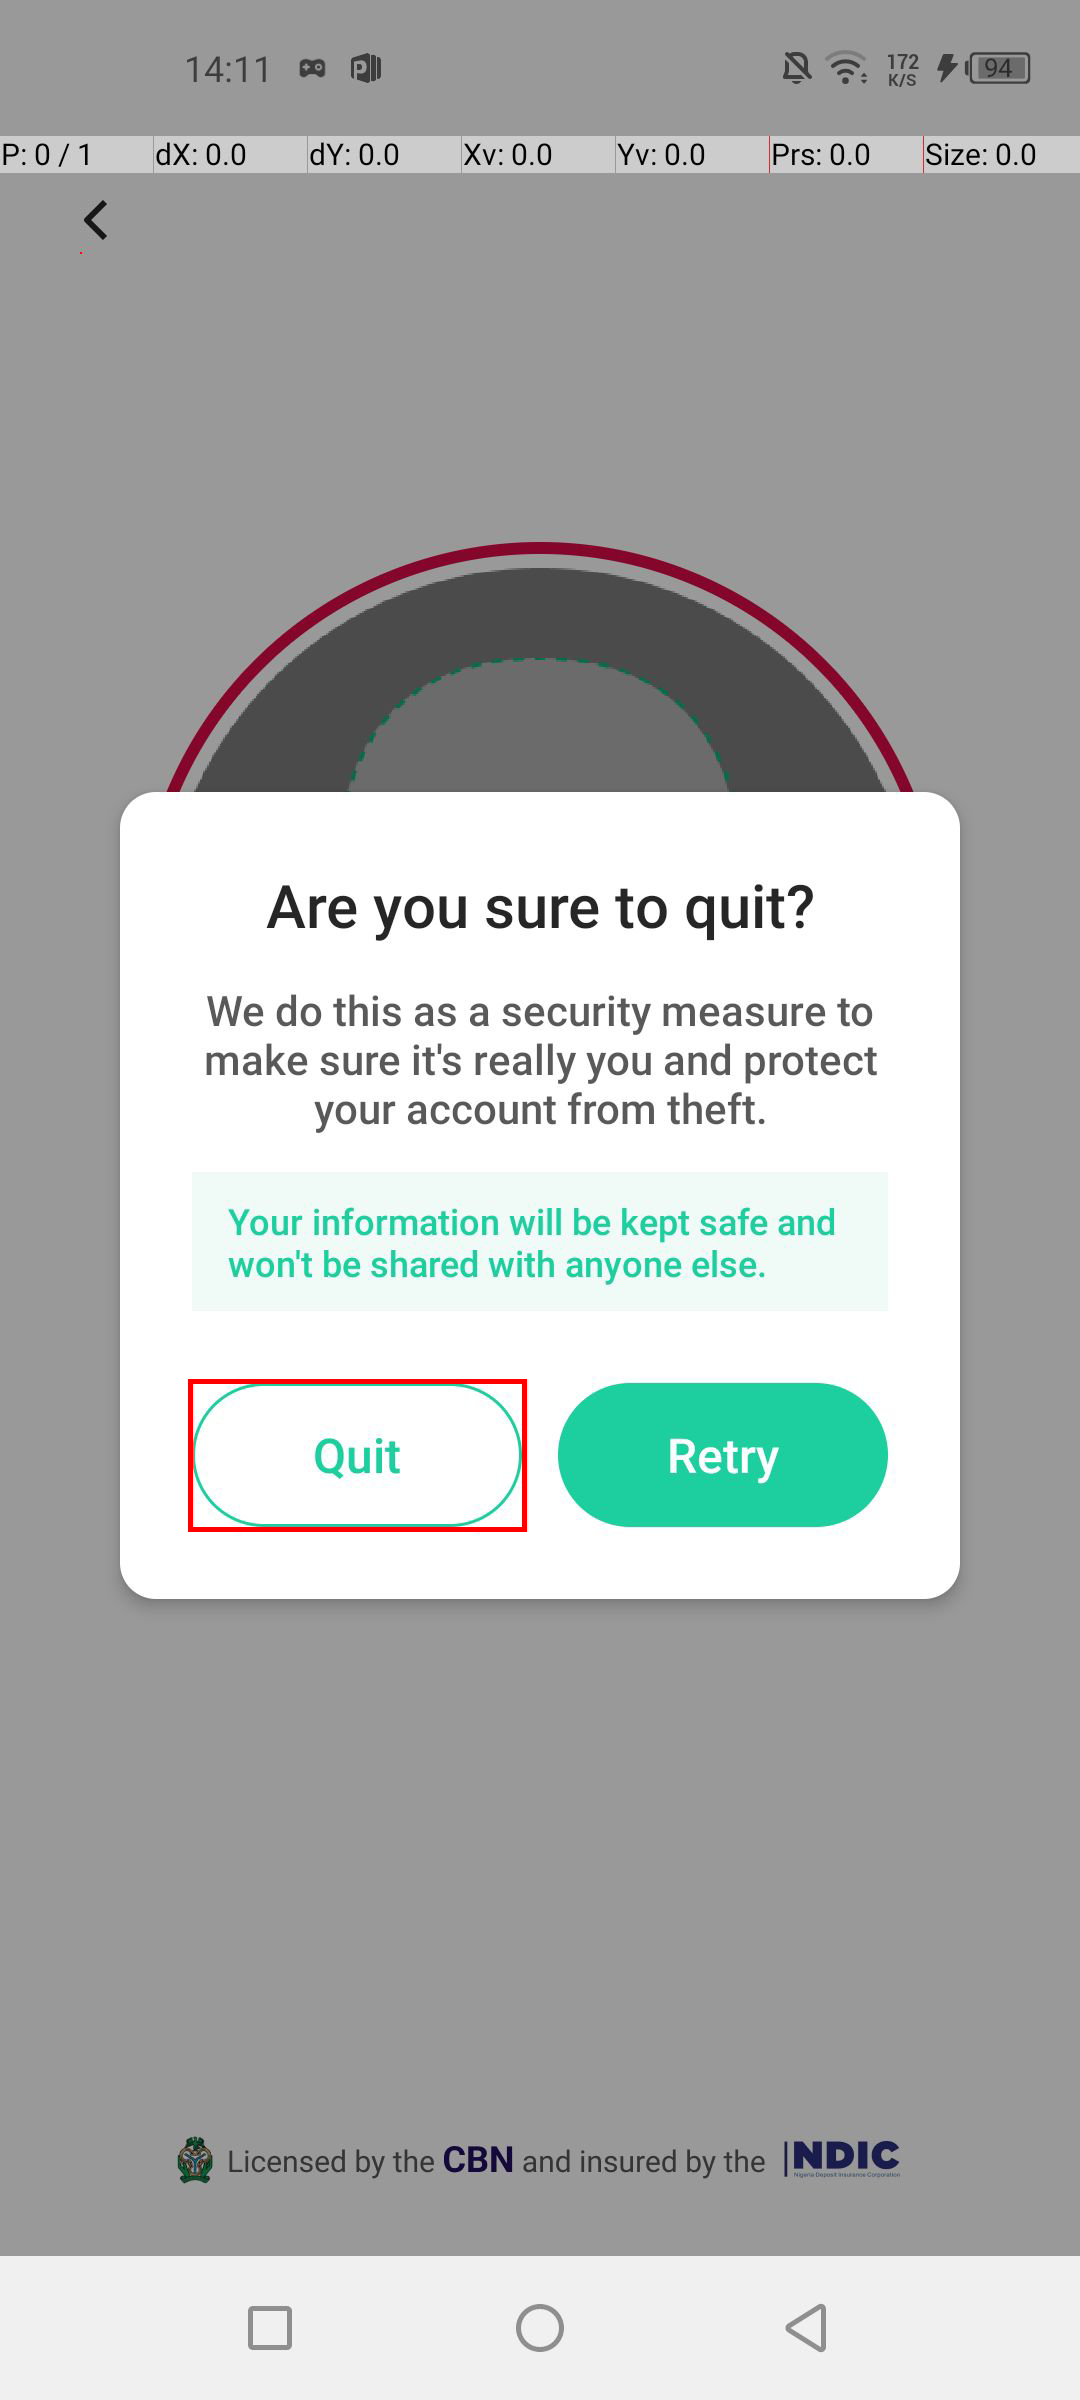 14:11
172
K/S
94
P: 0 / 1
dX: 0.0
dY: 0.0
Xv: 0.0
Yv: 0.0
Prs: 0.0
Size: 0.0
Are you sure to quit?
We do this as a security measure to
make sure it's really you and protect
your account from theft.
Your information will be kept safe and
won't be shared with anyone else.
Quit
Retry
Licensed by the CBN and insured by the NDIC
Nigeria Deposit Insurance Corporation